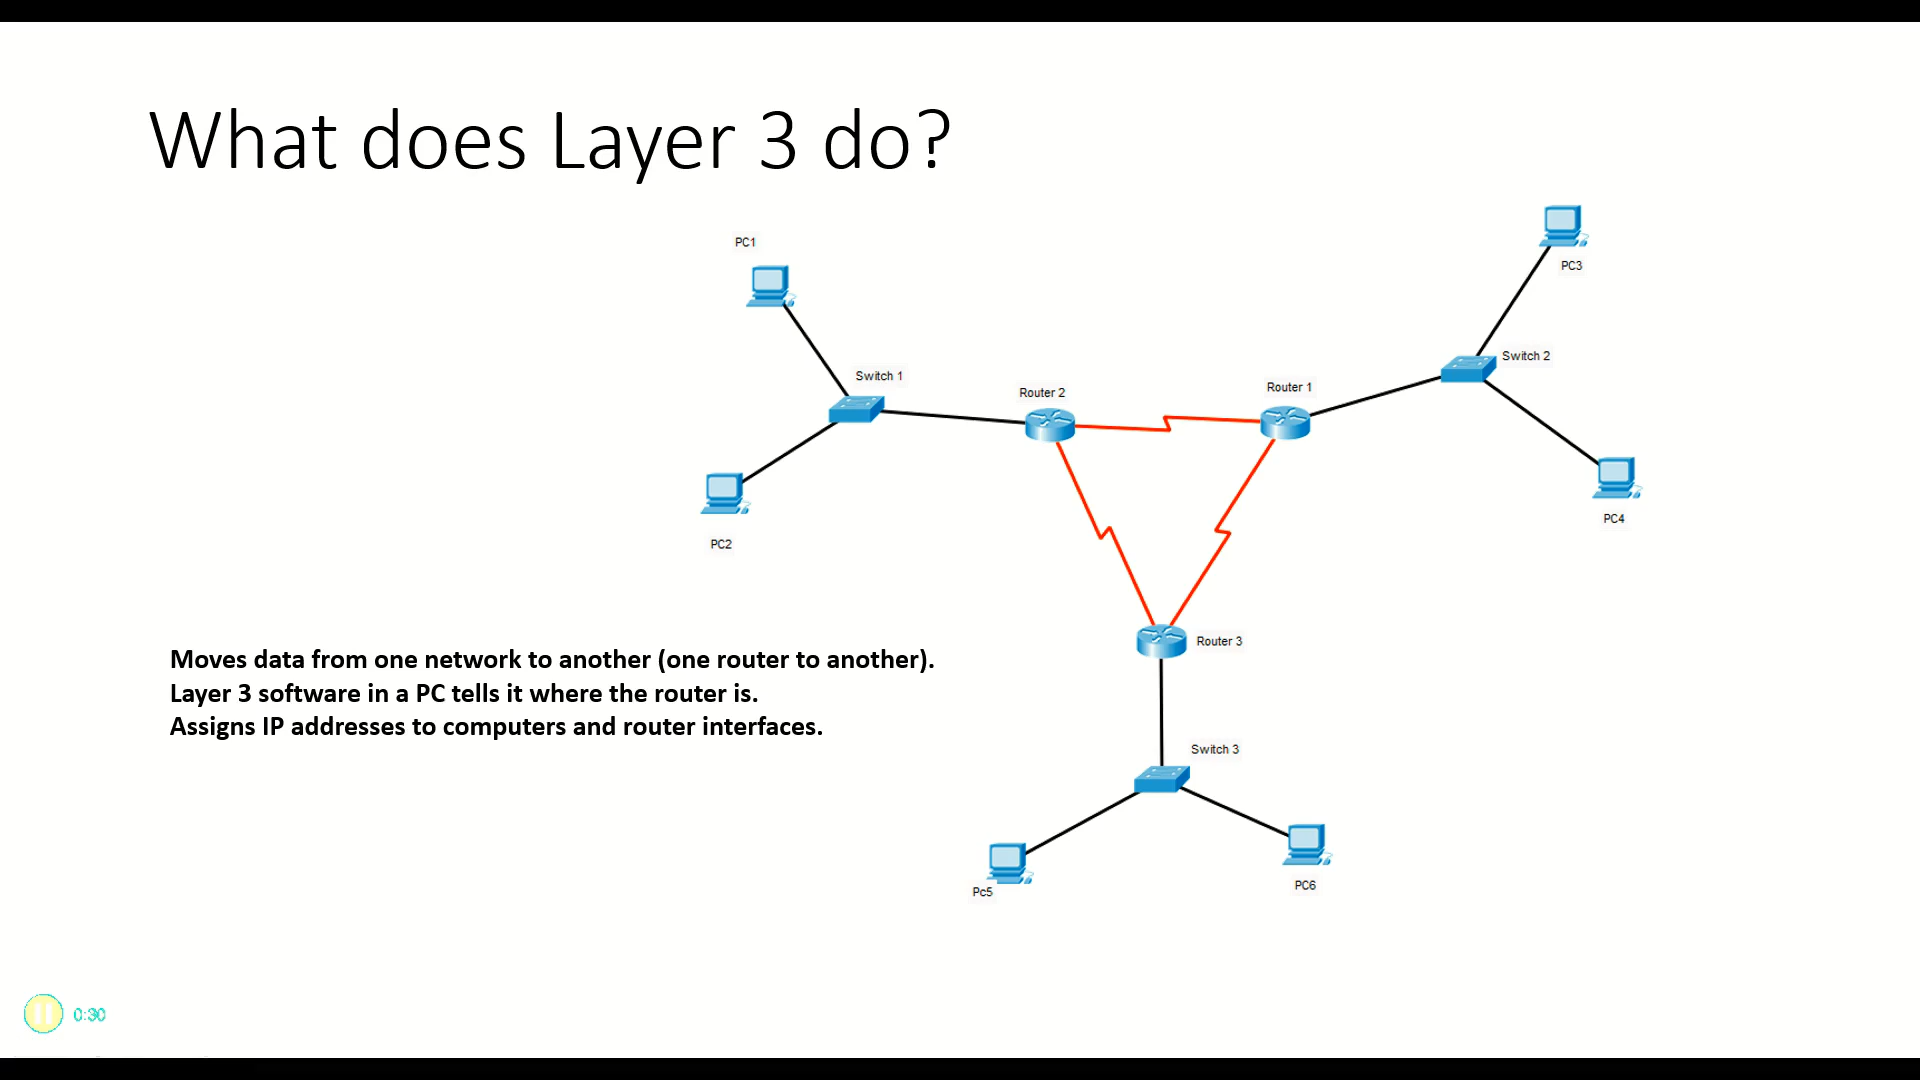 What does Layer 3 do?
PC1
PC3
Switch 1
Switch 2
Router 2
Router 1
PC2
PC4
Router 3
Moves data from one network to another (one router to another).
Layer 3 software in a PC tells it where the router is.
Assigns IP addresses to computers and router interfaces.
Switch 3
Pc5
PC6
0:30